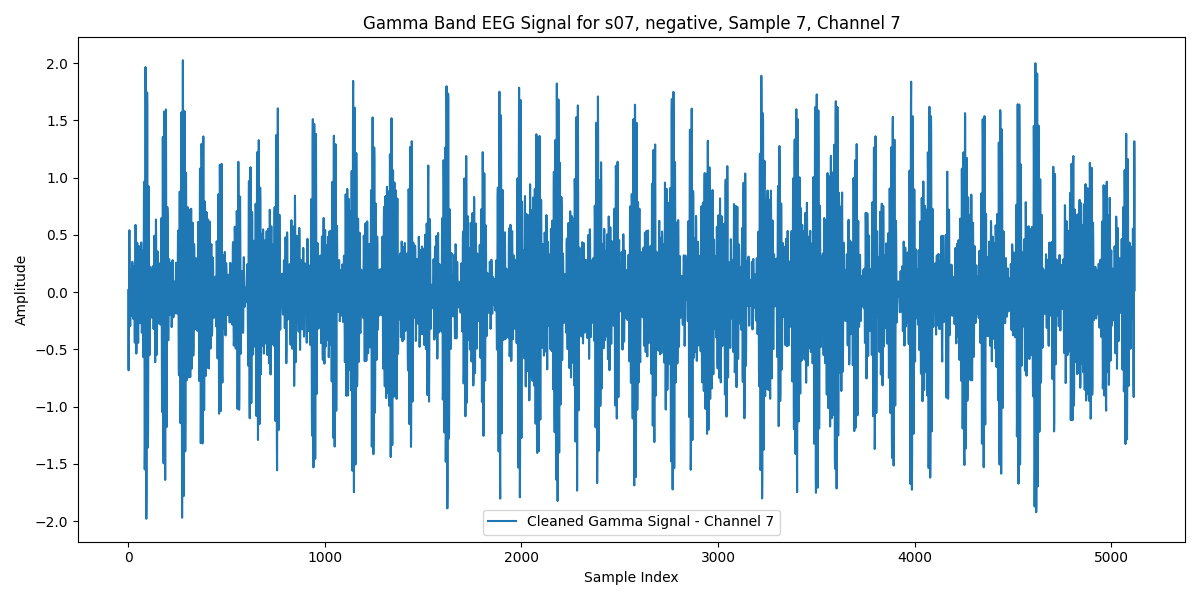 Gamma Band EEG Signal for s07, negative, Sample 7, Channel 7
2.0
1.5
1.0
0.5
0.0
−0.5
−1.0
−1.5
−2.0
Amplitude
Cleaned Gamma Signal - Channel 7
0 1000 2000 3000 4000 5000
Sample Index